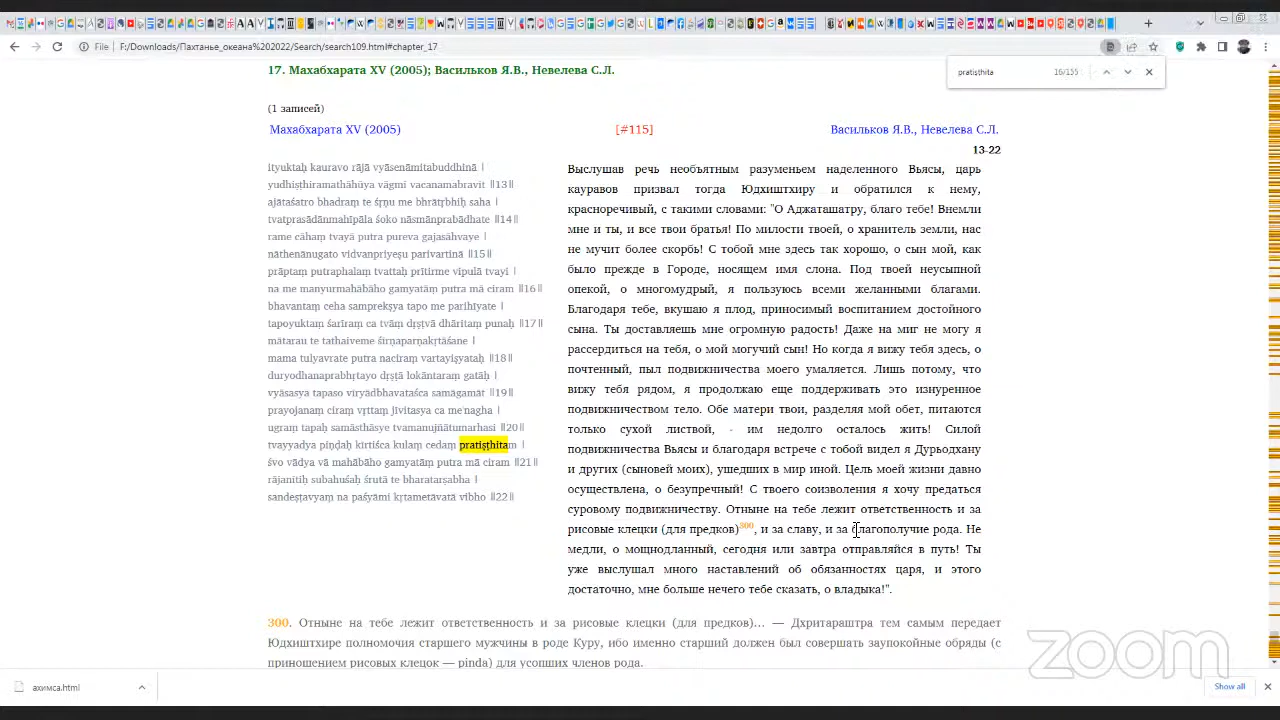 File
F:/Downloads/Пахтанье_океана%202022/Search/search109.html#chapter_17
pratiṣṭhita
16/155
17. Махабхарата XV (2005); Васильков Я.В., Невелева С.Л.
(1 записей)
Махабхарата XV (2005)
[#115]
Васильков Я.В., Невелева С.Л.
13-22
ityuktaḥ kauravo rājā vyāsenāmitabuddhinā |
yudhiṣṭhiramathāhūya vāgmī vacanamabravīt ||13||
ajātaśatro bhadraṃ te śṛṇu me bhrātṛbhiḥ saha |
tvatprasādānmahīpāla śoko nāsmānprabādhate ||14||
rame cāhaṃ tvayā putra pureva gajasāhvaye |
nāthenānugato vidvanpriyeṣu parivartinā ||15||
prāptaṃ putraphalaṃ tvattaḥ prītirme vipulā tvayi |
na me manyurmahābāho gamyatāṃ putra mā ciram ||16||
bhavantaṃ ceha samprekṣya tapo me parihīyate |
tapoyuktaṃ śarīraṃ ca tvāṃ dṛṣṭvā dhāritaṃ punaḥ ||17||
mātarau te tathaiveme śīrṇaparṇakṛtāśane |
mama tulyavrate putra naciraṃ vartayiṣyataḥ ||18||
duryodhanaprabhṛtayo dṛṣṭā lokāntaraṃ gatāḥ |
vyāsasya tapaso vīryādbhavataśca samāgamāt ||19||
prayojanaṃ ciraṃ vṛttaṃ jīvitasya ca me'nagha |
ugraṃ tapaḥ samāsthāsye tvamanujñātumarhasi ||20||
tvayyadya piṇḍaḥ kīrtiśca kulaṃ cedaṃ pratiṣṭhitam |
śvo vādya vā mahābāho gamyatāṃ putra mā ciram ||21||
rājanītiḥ subahuśaḥ śrutā te bharatarṣabha |
sandeṣṭavyaṃ na paśyāmi kṛtametāvatā vibho ||22||
Выслушав речь необъятным разуменьем наделенного Вьясы, царь
кауравов призвал тогда Юдхиштхиру и обратился к нему,
красноречивый, с такими словами: "О Аджаташатру, благо тебе! Внемли
мне и ты, и все твои братья! По милости твоей, о хранитель земли, нас
не мучит более скорбь! С тобой мне здесь так хорошо, о сын мой, как
было прежде в Городе, носящем имя слона. Под твоей неусыпной
опекой, о многомудрый, я пользуюсь всеми желанными благами.
Благодаря тебе, вкушаю я плод, приносимый воспитанием достойного
сына. Ты доставляешь мне огромную радость! Даже на миг не могу я
рассердиться на тебя, о мой могучий сын! Но когда я вижу тебя здесь, о
почтенный, пыл подвижничества моего умаляется. Лишь потому, что
вижу тебя рядом, я продолжаю еще поддерживать это изнуренное
подвижничеством тело. Обе матери твои, разделяя мой обет, питаются
только сухой листвой, - им недолго осталось жить! Силой
подвижничества Вьясы и благодаря встрече с тобой видел я Дурьодхану
и других (сыновей моих), ушедших в мир иной. Цель моей жизни давно
осуществлена, о безупречный! С твоего соизволения я хочу предаться
суровому подвижничеству. Отныне на тебе лежит ответственность и за
рисовые клецки (для предков)300, и за славу, и за благополучие рода. Не
медли, о мощнодланный, сегодня или завтра отправляйся в путь! Ты
уже выслушал много наставлений об обязанностях царя, и этого
достаточно, мне больше нечего тебе сказать, о владыка!".
300. Отныне на тебе лежит ответственность и за рисовые клецки (для предков)... — Дхритараштра тем самым передает
Юдхиштхире полномочия старшего мужчины в роде Куру, ибо именно старший должен был совершать заупокойные обряды (с
приношением рисовых клецок — pinda) для усопших членов рода.
zoom
ахимса.html
Show all